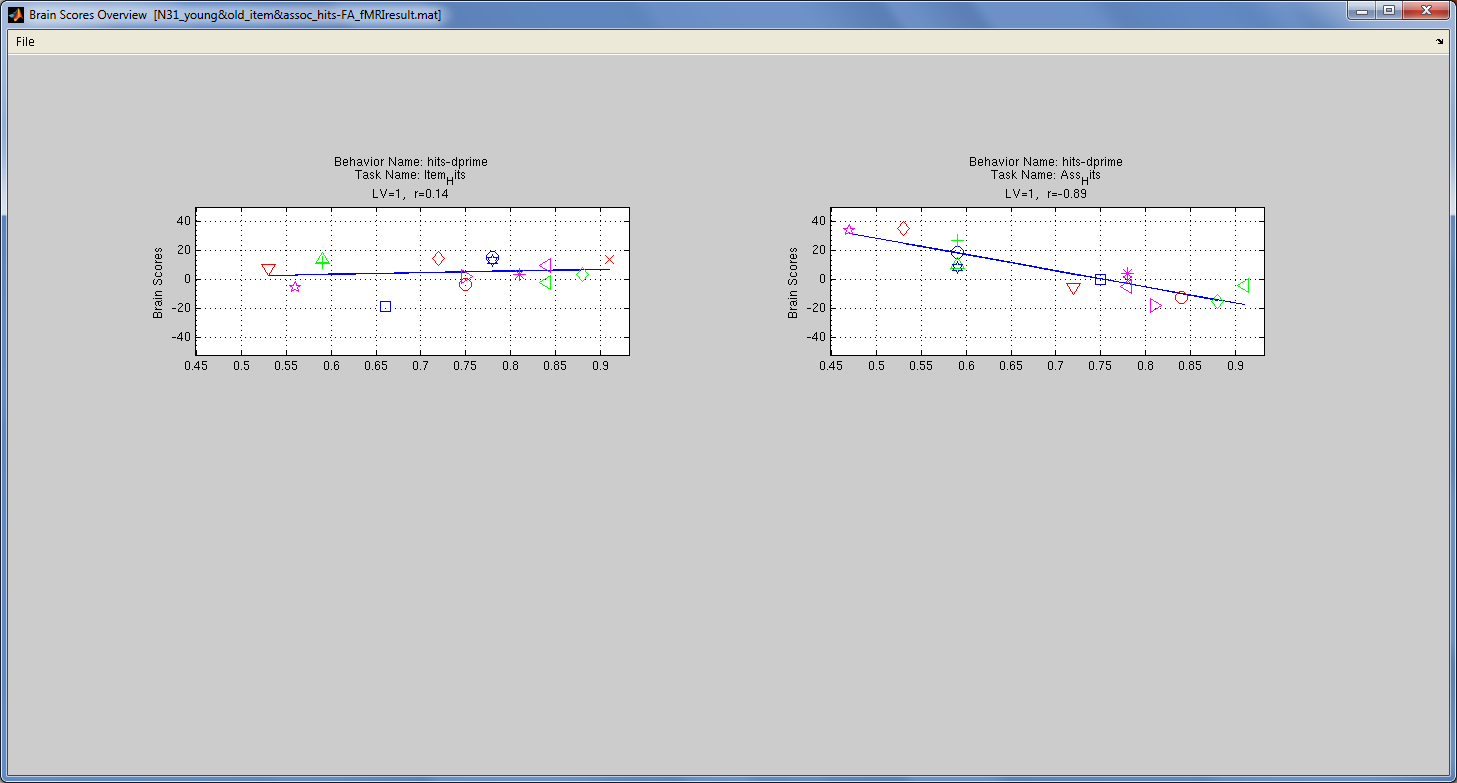 Brain Scores Overview [N31_young&old_item&assoc_hits-FA_fMRIresult.mat]
File
Behavior Name: hits-dprime
Task Name: Item_Hits
LV=1, r=0.14
Brain Scores
40
20
0
-20
-40
0.45 0.5 0.55 0.6 0.65 0.7 0.75 0.8 0.85 0.9
Behavior Name: hits-dprime
Task Name: Ass_Hits
LV=1, r=-0.89
Brain Scores
40
20
0
-20
-40
0.45 0.5 0.55 0.6 0.65 0.7 0.75 0.8 0.85 0.9